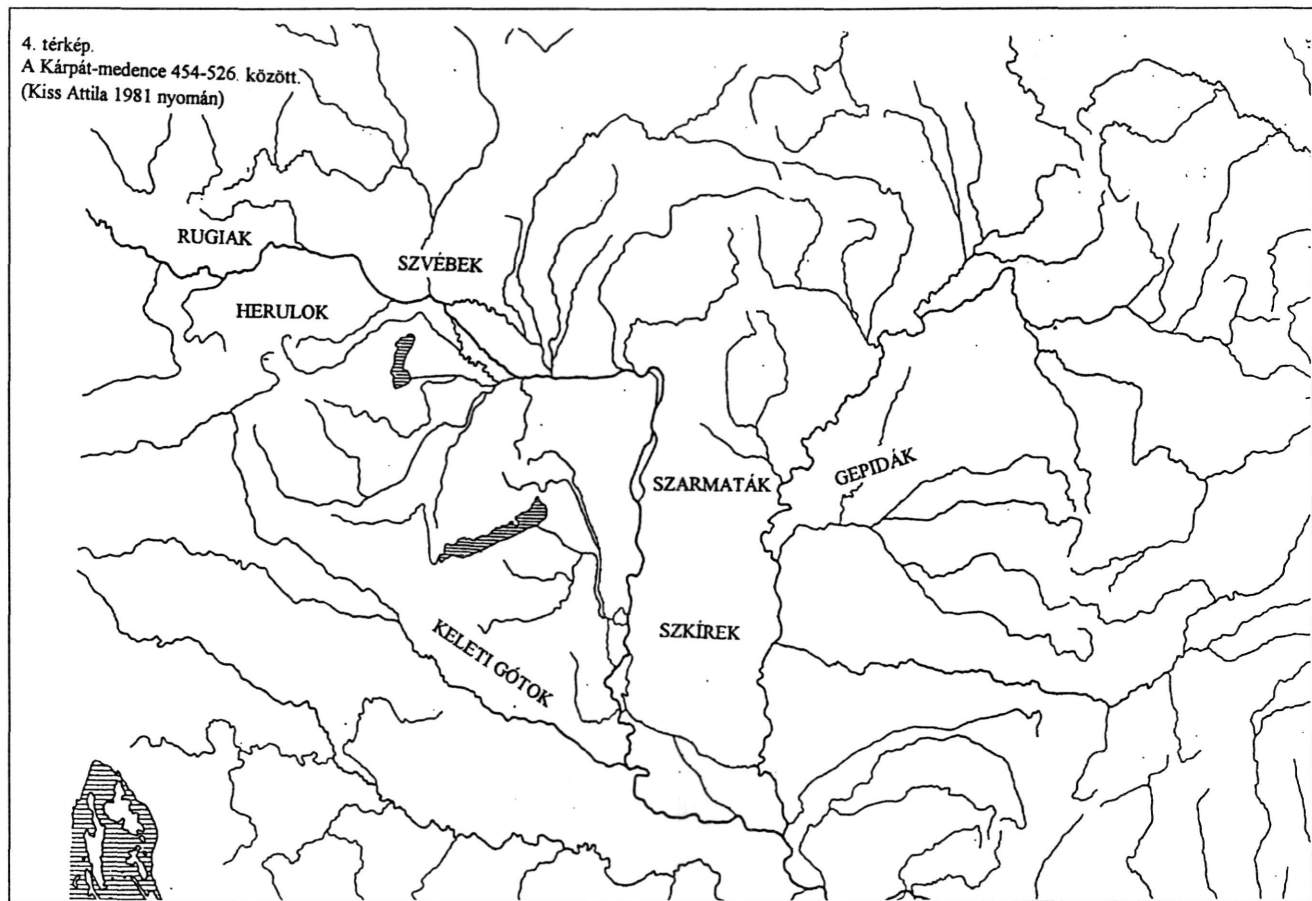 4. térkép.
A Kárpát-medence 454-526. között.
(Kiss Attila 1981 nyomán)
RUGIAK
SZVÉBEK
HERULOK
SZARMATÁK
GEPIDÁK
SZKÍREK
KELETI GÓTOK